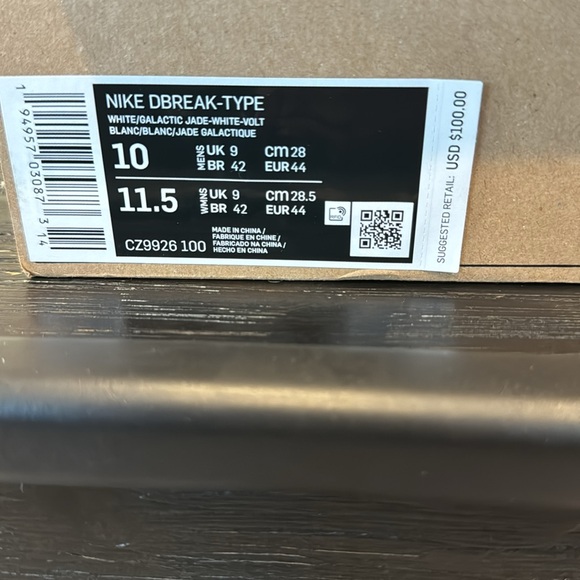 NIKE DBREAK-TYPE
WHITE/GALACTIC JADE-WHITE-VOLT
BLANC/BLANC/JADE GALACTIQUE
10 MENS UK 9 CM 28
BR 42 EUR 44
11.5 WMNS UK 9 CM 28.5
BR 42 EUR 44
CZ9926 100
MADE IN CHINA /
FABRIQUE EN CHINE /
FABRICADO NA CHINA /
HECHO EN CHINA
1 94957 03087 3 14
SUGGESTED RETAIL: USD $100.00